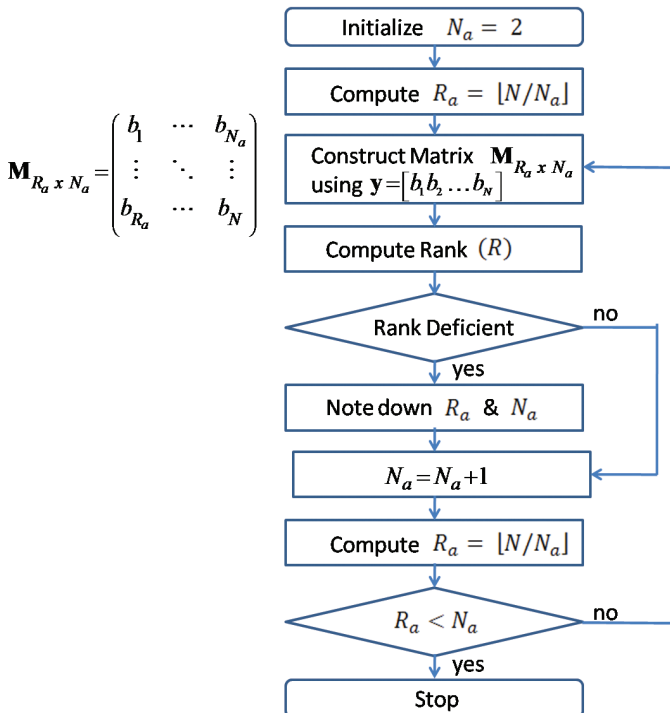 Initialize N_a = 2
Compute R_a = ⌊N/N_a⌋
M_{R_a x N_a} = ( b_1 ⋯ b_{N_a}
⋮ ⋱ ⋮
b_{R_a} ⋯ b_N )
Construct Matrix M_{R_a x N_a}
using y=[b_1 b_2 …b_N]
Compute Rank (R)
Rank Deficient
no
yes
Note down R_a & N_a
N_a=N_a+1
Compute R_a = ⌊N/N_a⌋
R_a < N_a
no
yes
Stop